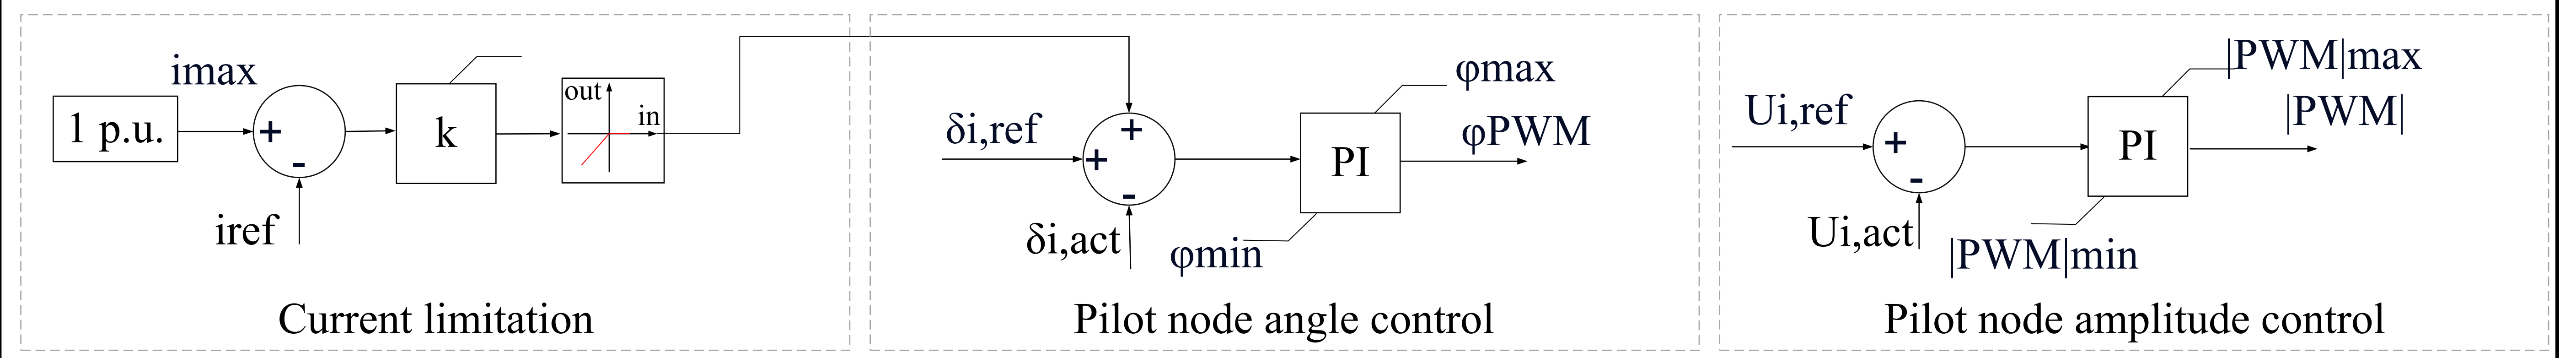 imax
1 p.u.
+
-
iref
k
out
in
Current limitation
δi,ref
+
+
-
δi,act
PI
φmax
φPWM
φmin
Pilot node angle control
Ui,ref
+
-
Ui,act
PI
|PWM|max
|PWM|
|PWM|min
Pilot node amplitude control